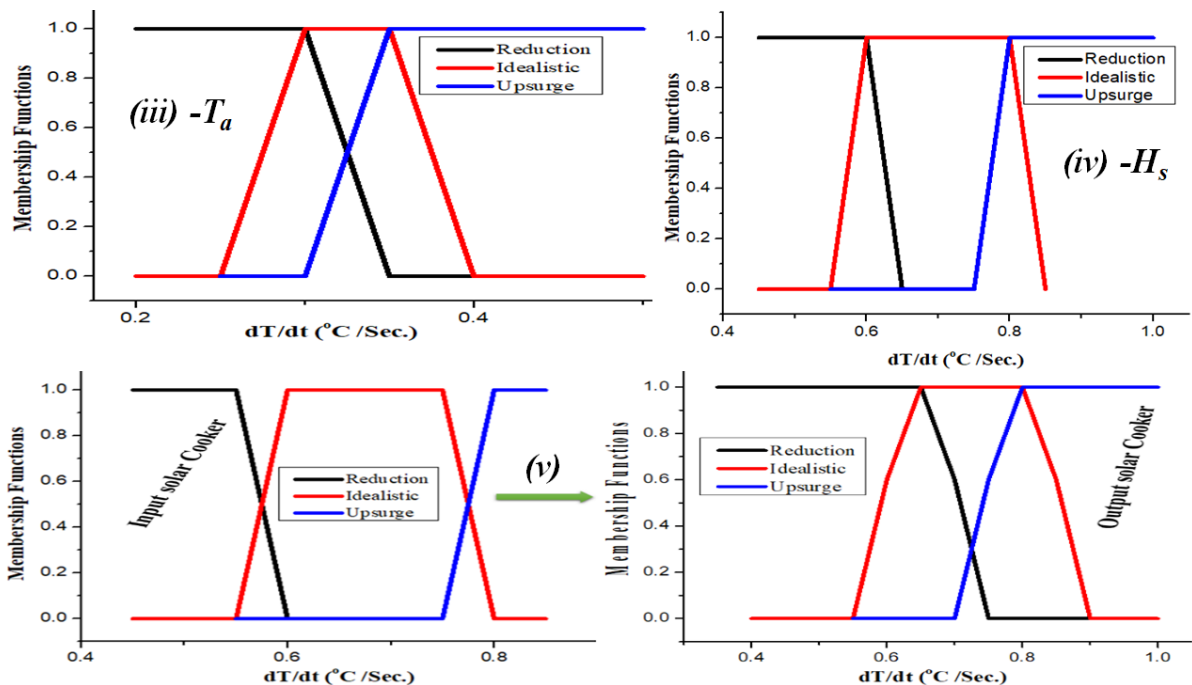 Membership Functions
1.0
0.8
0.6
0.4
0.2
0.0
Reduction
Idealistic
Upsurge
(iii) -Ta
0.2
0.4
dT/dt (oC /Sec.)
Membership Functions
1.0
0.8
0.6
0.4
0.2
0.0
Reduction
Idealistic
Upsurge
(iv) -Hs
0.4
0.6
0.8
1.0
dT/dt (oC /Sec.)
Membership Functions
1.0
0.8
0.6
0.4
0.2
0.0
Input solar Cooker
Reduction
Idealistic
Upsurge
(v)
0.6
0.8
dT/dt (oC /Sec.)
Membership Functions
1.0
0.8
0.6
0.4
0.2
0.0
Reduction
Idealistic
Upsurge
Output solar Cooker
0.4
0.6
0.8
1.0
dT/dt (oC /Sec.)